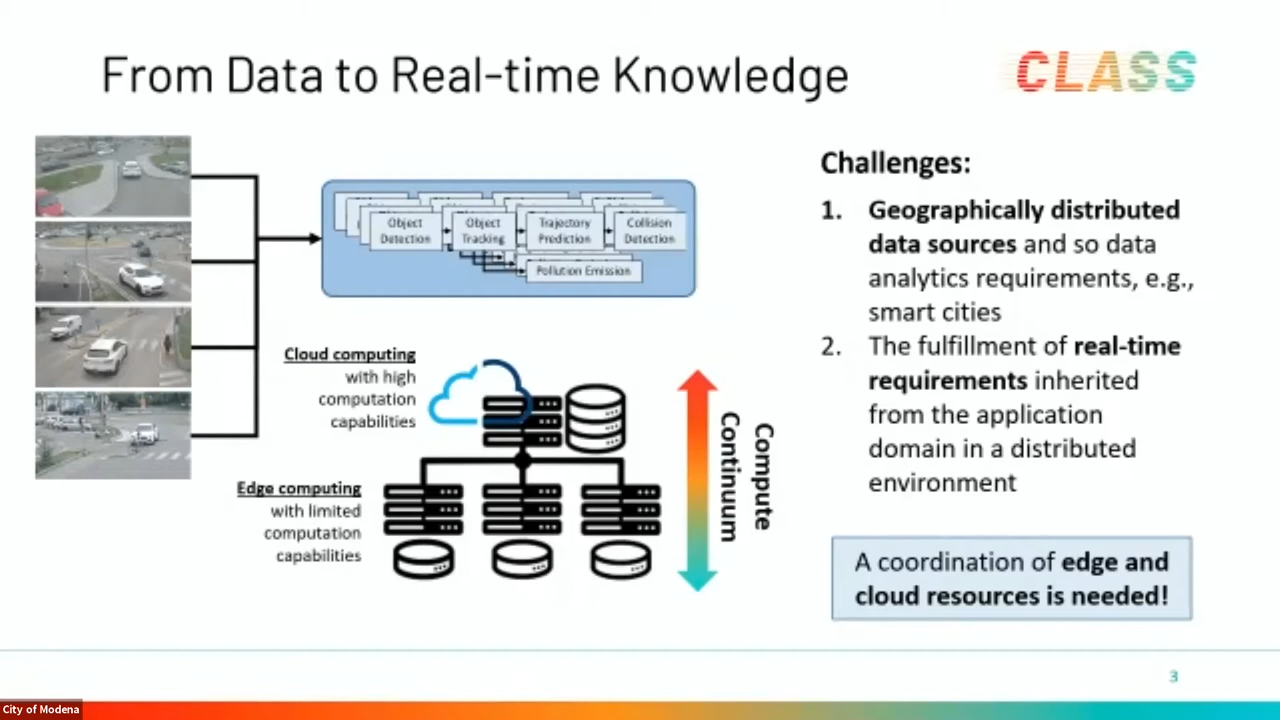 From Data to Real-time Knowledge
CLASS
Object
Detection
Object
Tracking
Trajectory
Prediction
Collision
Detection
Pollution Emission
Cloud computing
with high
computation
capabilities
Edge computing
with limited
computation
capabilities
Compute
Continuum
Challenges:
1. Geographically distributed
data sources and so data
analytics requirements, e.g.,
smart cities
2. The fulfillment of real-time
requirements inherited
from the application
domain in a distributed
environment
A coordination of edge and
cloud resources is needed!
3
City of Modena